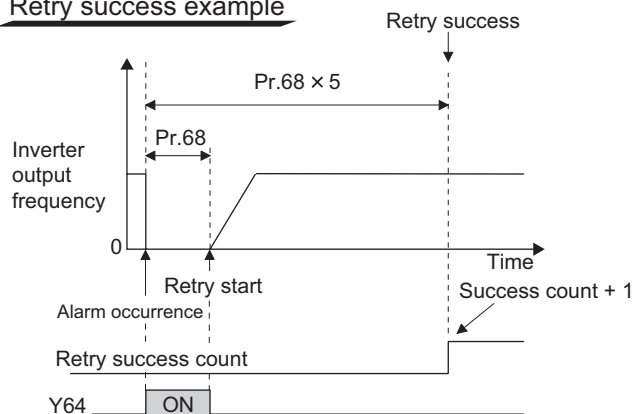 Retry success example
Retry success
Pr.68 × 5
Pr.68
Inverter
output
frequency
0
Time
Retry start
Success count + 1
Alarm occurrence
Retry success count
Y64
ON